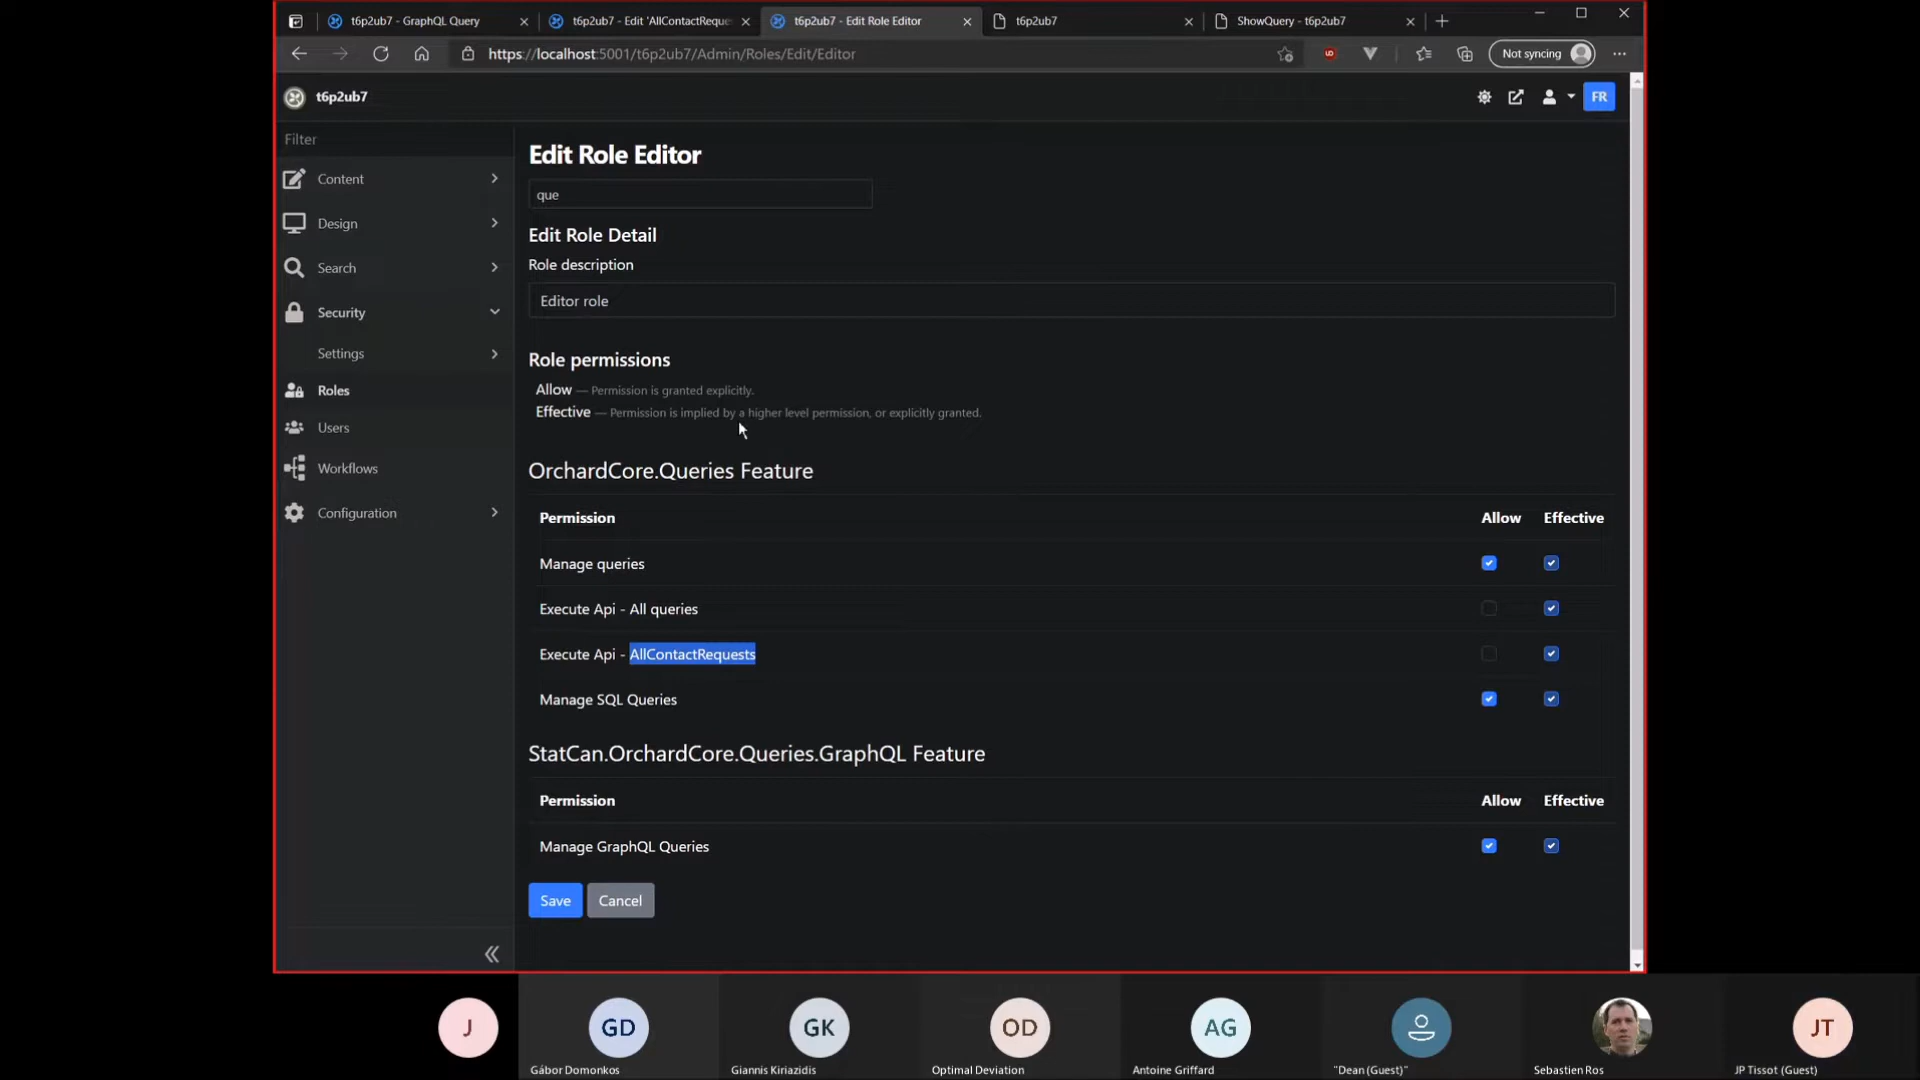 t6p2ub7 - GraphQL Query
t6p2ub7 - Edit 'AllContactReque
t6p2ub7 - Edit Role Editor
t6p2ub7
ShowQuery - t6p2ub7
https://localhost:5001/t6p2ub7/Admin/Roles/Edit/Editor
Not syncing
t6p2ub7
FR
Filter
Content
Design
Search
Security
Settings
Roles
Users
Workflows
Configuration
Edit Role Editor
que
Edit Role Detail
Role description
Editor role
Role permissions
Allow — Permission is granted explicitly.
Effective — Permission is implied by a higher level permission, or explicitly granted.
OrchardCore.Queries Feature
Permission Allow Effective
Manage queries
Execute Api - All queries
Execute Api - AllContactRequests
Manage SQL Queries
StatCan.OrchardCore.Queries.GraphQL Feature
Permission Allow Effective
Manage GraphQL Queries
Save Cancel
J
GD
GK
OD
AG
JT
Gábor Domonkos
Giannis Kiriazidis
Optimal Deviation
Antoine Griffard
"Dean (Guest)"
Sebastien Ros
JP Tissot (Guest)